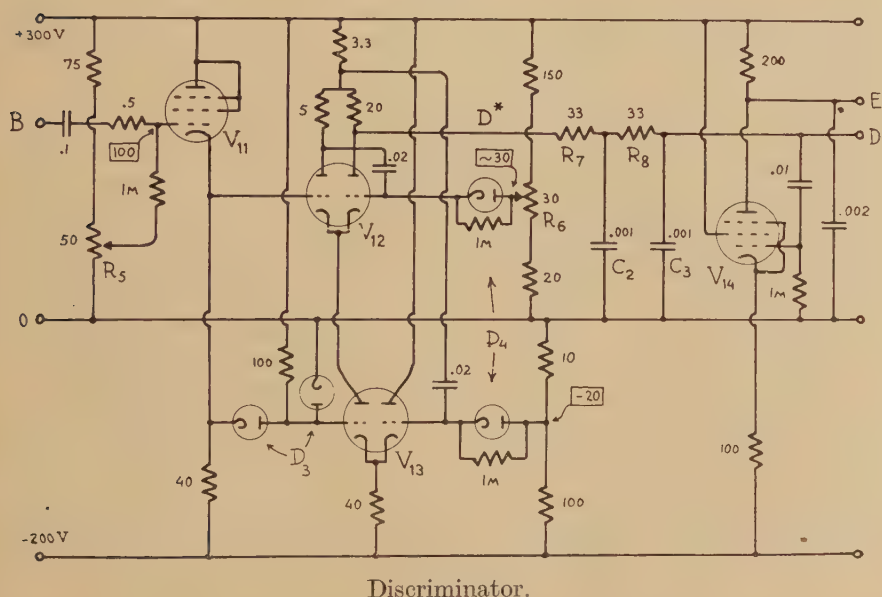 +300V
75
3.3
150
200
B
.1
.5
100
V11
1M
5
20
.02
D*
~30
33
R7
33
R8
E
D
50
R5
V12
1M
30
R6
20
.001
C2
.001
C3
.01
.002
V14
1M
0
100
D4
.02
10
-20
D3
V13
1M
40
40
100
100
-200V
Discriminator.